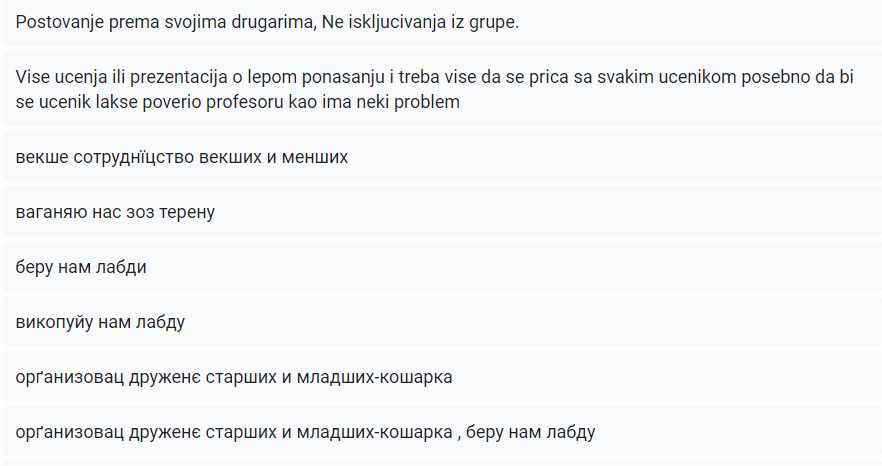 Postovanje prema svojima drugarima, Ne iskljucivanja iz grupe.
Vise ucenja ili prezentacija o lepom ponasanju i treba vise da se prica sa svakim ucenikom posebno da bi
se ucenik lakse poverio profesoru kao ima neki problem
векше сотруднїцство векших и менших
ваганяю нас зоз терену
беру нам лабди
викопуйу нам лабду
орґанизовац друженє старших и младших-кошарка
орґанизовац друженє старших и младших-кошарка , беру нам лабду